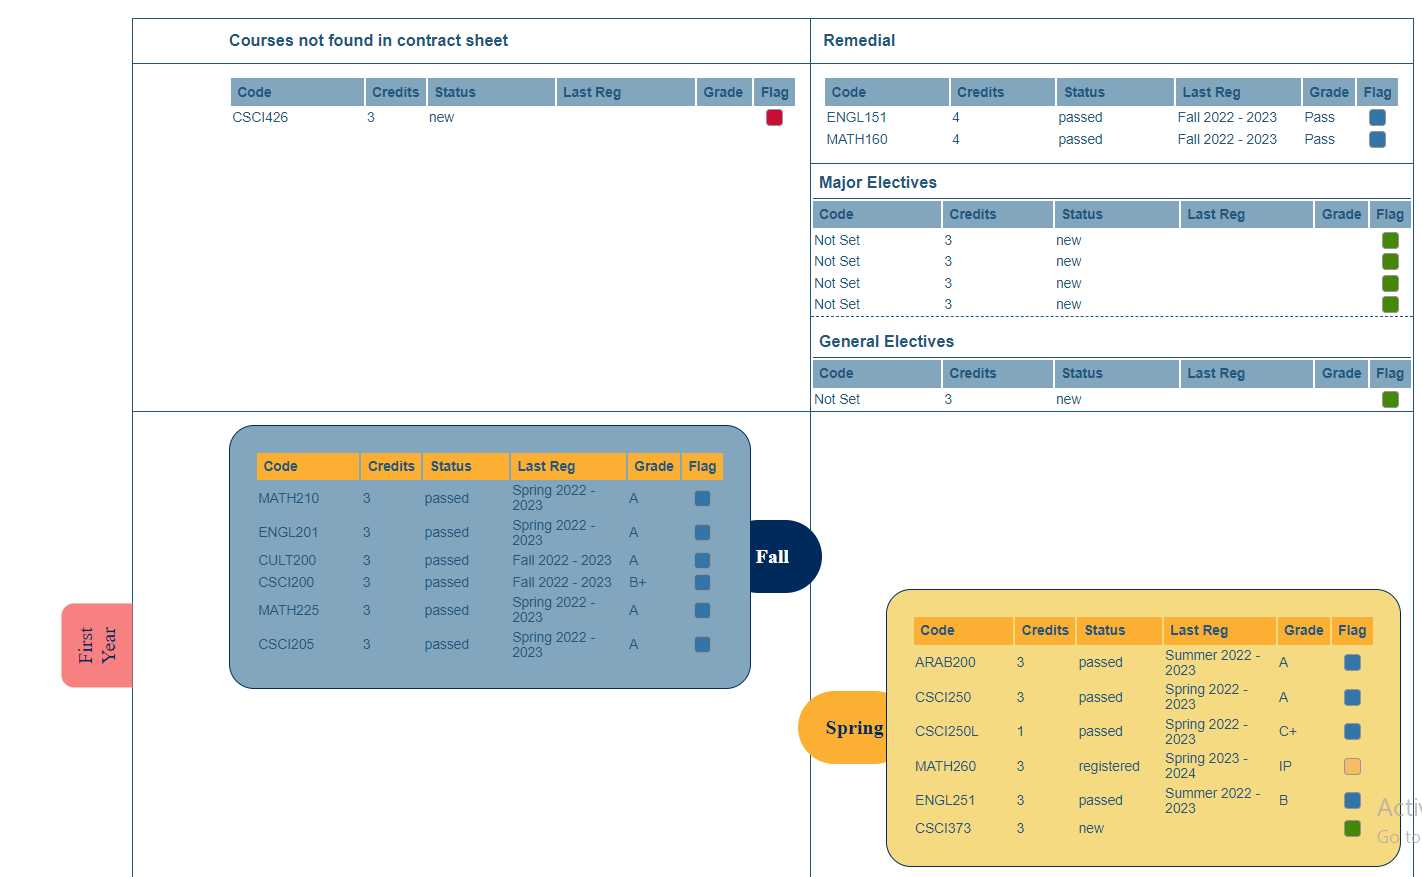 Courses not found in contract sheet
Code Credits Status Last Reg Grade Flag
CSCI426 3 new
Remedial
Code Credits Status Last Reg Grade Flag
ENGL151 4 passed Fall 2022 - 2023 Pass
MATH160 4 passed Fall 2022 - 2023 Pass
Major Electives
Code Credits Status Last Reg Grade Flag
Not Set 3 new
Not Set 3 new
Not Set 3 new
Not Set 3 new
General Electives
Code Credits Status Last Reg Grade Flag
Not Set 3 new
First
Year
Code Credits Status Last Reg Grade Flag
MATH210 3 passed Spring 2022 - 2023 A
ENGL201 3 passed Spring 2022 - 2023 A
CULT200 3 passed Fall 2022 - 2023 A
CSCI200 3 passed Fall 2022 - 2023 B+
MATH225 3 passed Spring 2022 - 2023 A
CSCI205 3 passed Spring 2022 - 2023 A
Fall
Spring
Code Credits Status Last Reg Grade Flag
ARAB200 3 passed Summer 2022 - 2023 A
CSCI250 3 passed Spring 2022 - 2023 A
CSCI250L 1 passed Spring 2022 - 2023 C+
MATH260 3 registered Spring 2023 - 2024 IP
ENGL251 3 passed Summer 2022 - 2023 B
CSCI373 3 new
Go to